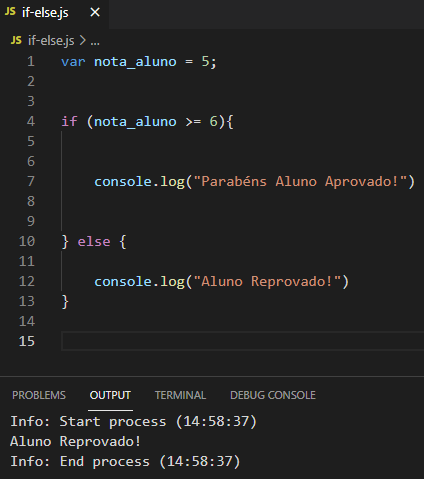 JS if-else.js ×
JS if-else.js > ...
1 var nota_aluno = 5;
2
3
4 if (nota_aluno >= 6){
5
6
7 console.log("Parabéns Aluno Aprovado!")
8
9
10 } else {
11
12 console.log("Aluno Reprovado!")
13 }
14
15
PROBLEMS OUTPUT TERMINAL DEBUG CONSOLE
Info: Start process (14:58:37)
Aluno Reprovado!
Info: End process (14:58:37)